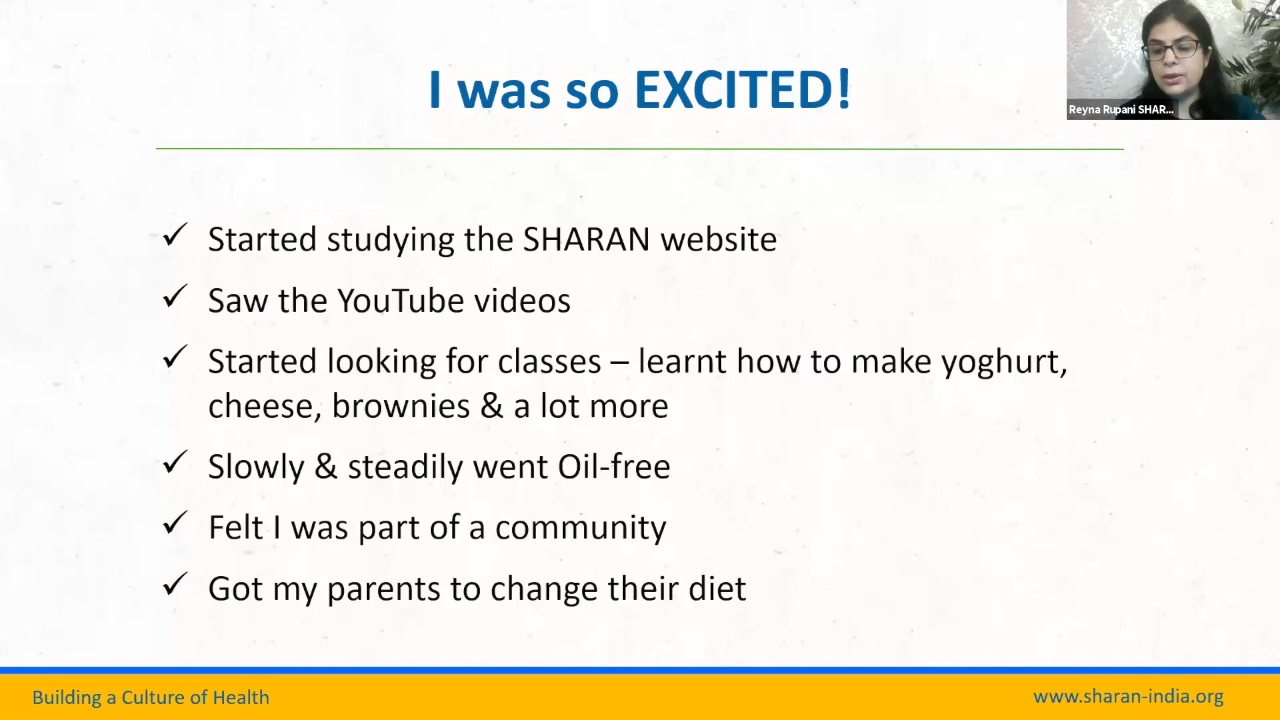 I was so EXCITED!
Reyna Rupani SHAR...
✓ Started studying the SHARAN website
✓ Saw the YouTube videos
✓ Started looking for classes – learnt how to make yoghurt,
cheese, brownies & a lot more
✓ Slowly & steadily went Oil-free
✓ Felt I was part of a community
✓ Got my parents to change their diet
Building a Culture of Health
www.sharan-india.org